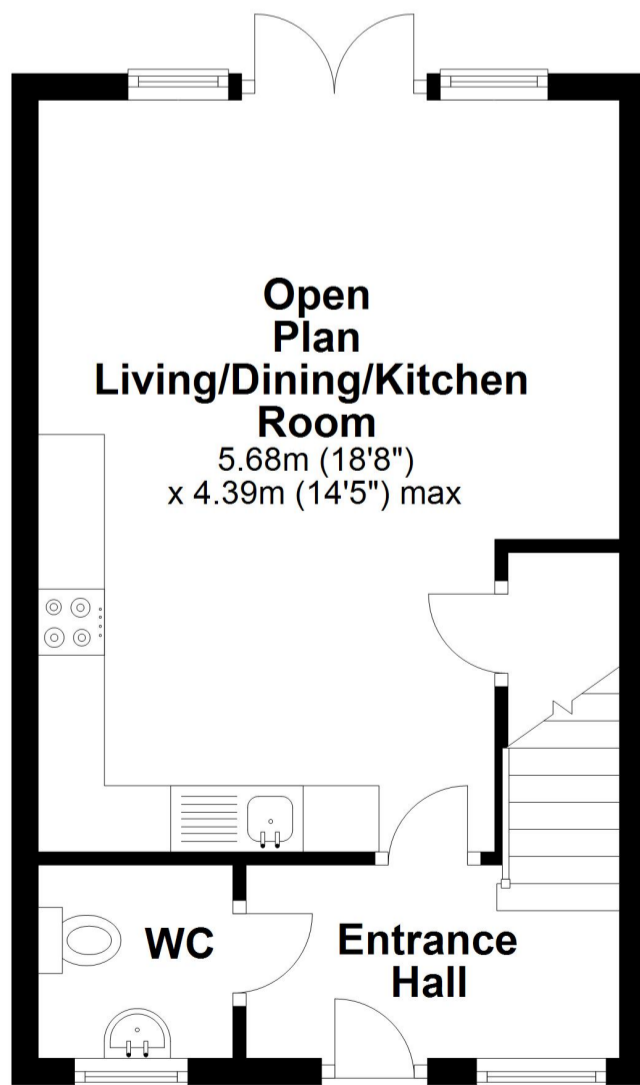 Open
Plan
Living/Dining/Kitchen
Room
5.68m (18'8")
x 4.39m (14'5") max
WC
Entrance
Hall